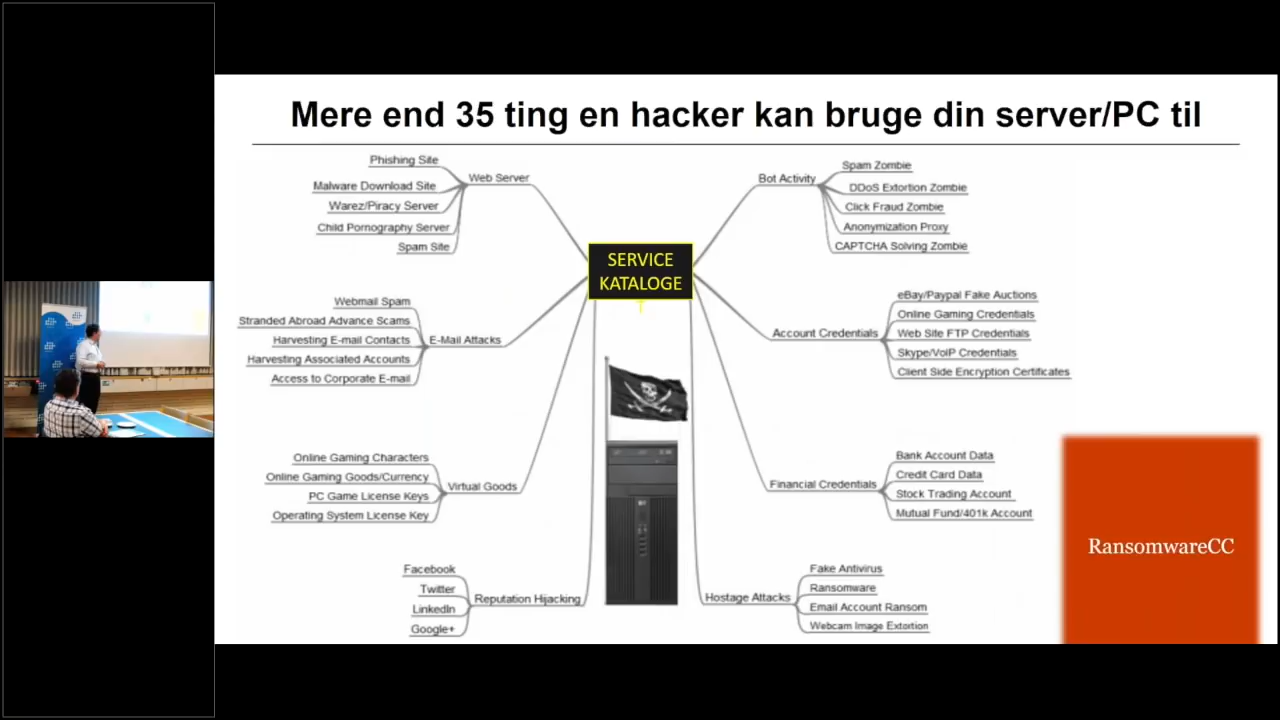 Mere end 35 ting en hacker kan bruge din server/PC til
Phishing Site
Malware Download Site
Warez/Piracy Server
Child Pornography Server
Spam Site
Web Server
Webmail Spam
Stranded Abroad Advance Scams
Harvesting E-mail Contacts
Harvesting Associated Accounts
Access to Corporate E-mail
E-Mail Attacks
Online Gaming Characters
Online Gaming Goods/Currency
PC Game License Keys
Operating System License Key
Virtual Goods
Facebook
Twitter
LinkedIn
Google+
Reputation Hijacking
SERVICE
KATALOGE
Bot Activity
Spam Zombie
DDoS Extortion Zombie
Click Fraud Zombie
Anonymization Proxy
CAPTCHA Solving Zombie
Account Credentials
eBay/Paypal Fake Auctions
Online Gaming Credentials
Web Site FTP Credentials
Skype/VoIP Credentials
Client Side Encryption Certificates
Financial Credentials
Bank Account Data
Credit Card Data
Stock Trading Account
Mutual Fund/401k Account
Hostage Attacks
Fake Antivirus
Ransomware
Email Account Ransom
Webcam Image Extortion
RansomwareCC